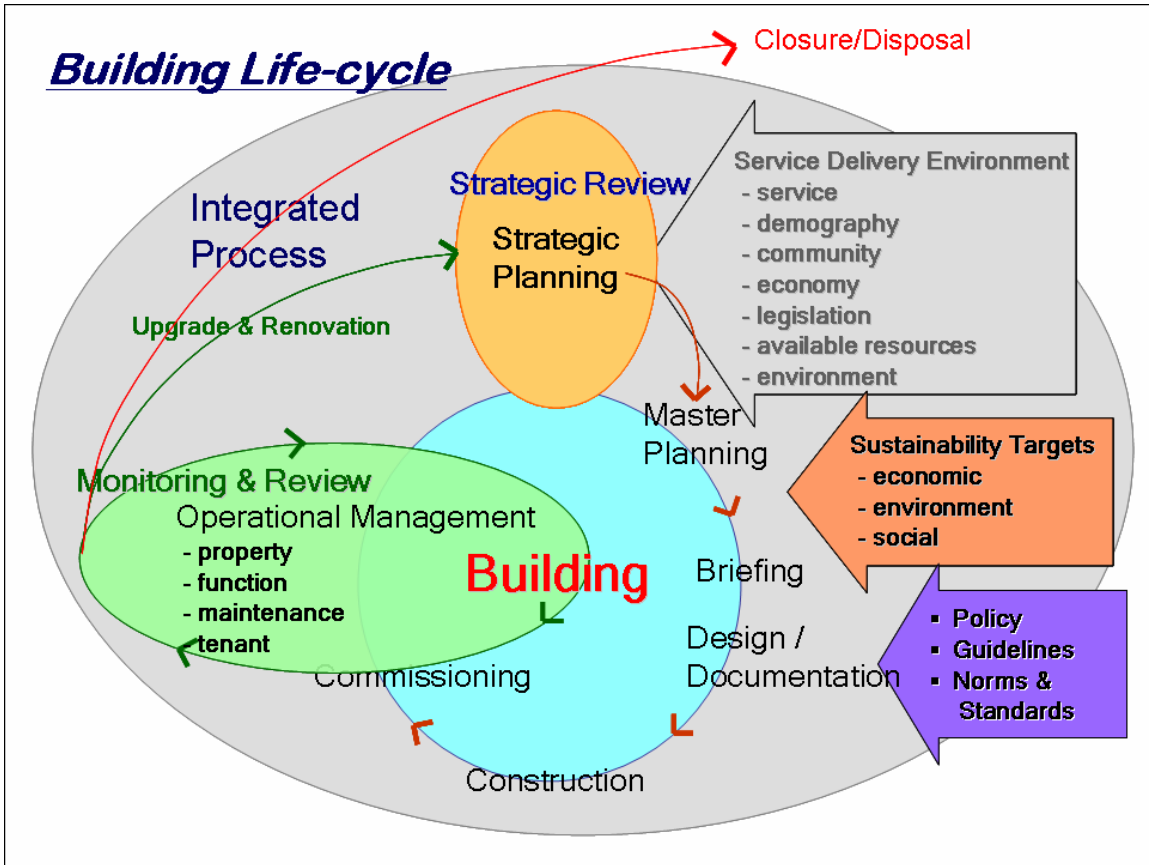 Building Life-cycle
Closure/Disposal
Integrated
Process
Strategic Review
Strategic
Planning
Upgrade & Renovation
Service Delivery Environment
- service
- demography
- community
- economy
- legislation
- available resources
- environment
Master
Planning
Sustainability Targets
- economic
- environment
- social
Monitoring & Review
Operational Management
- property
- function
- maintenance
- tenant
Building
Briefing
Design /
Documentation
▪ Policy
▪ Guidelines
▪ Norms &
Standards
Commissioning
Construction